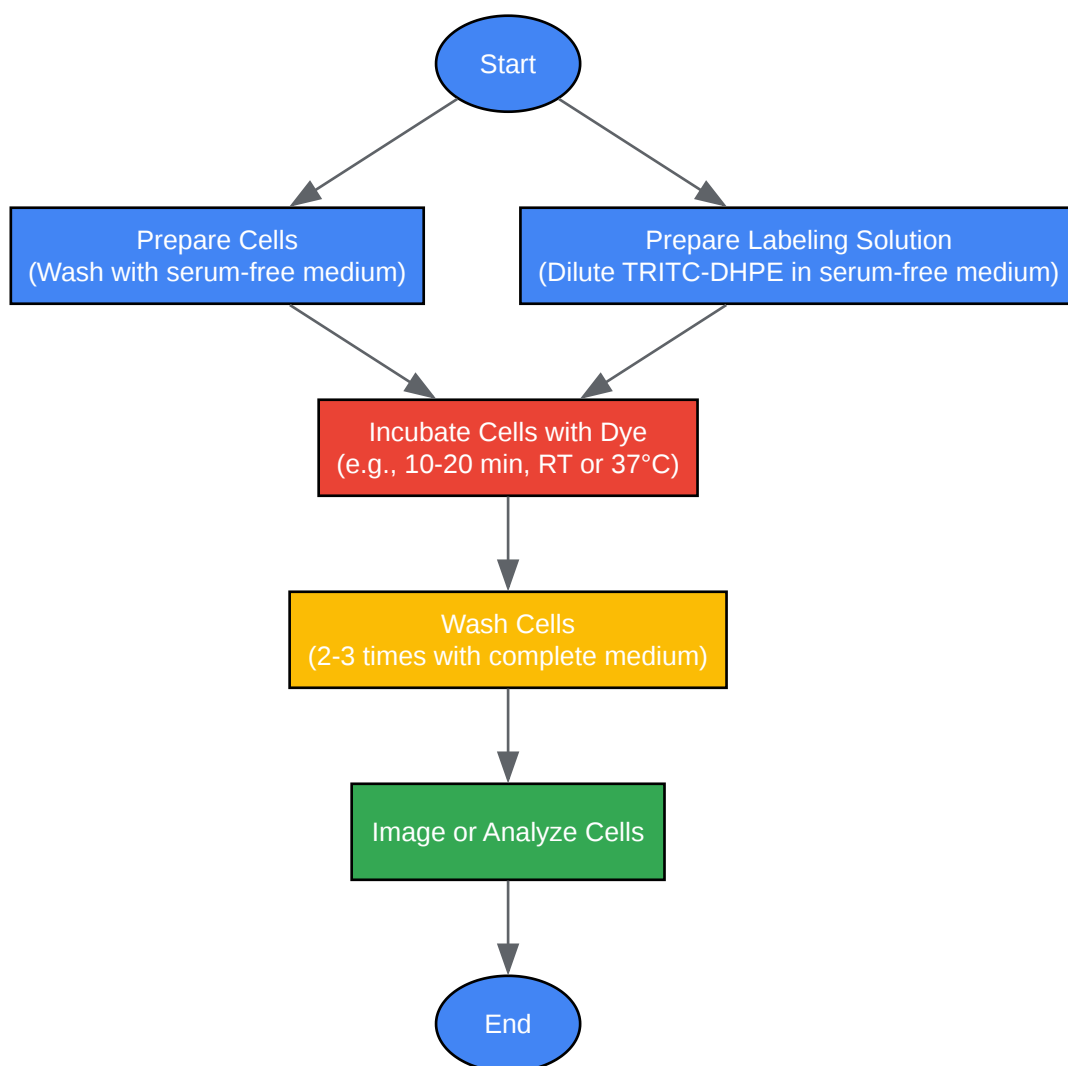 Start
Prepare Cells
(Wash with serum-free medium)
Prepare Labeling Solution
(Dilute TRITC-DHPE in serum-free medium)
Incubate Cells with Dye
(e.g., 10-20 min, RT or 37°C)
Wash Cells
(2-3 times with complete medium)
Image or Analyze Cells
End